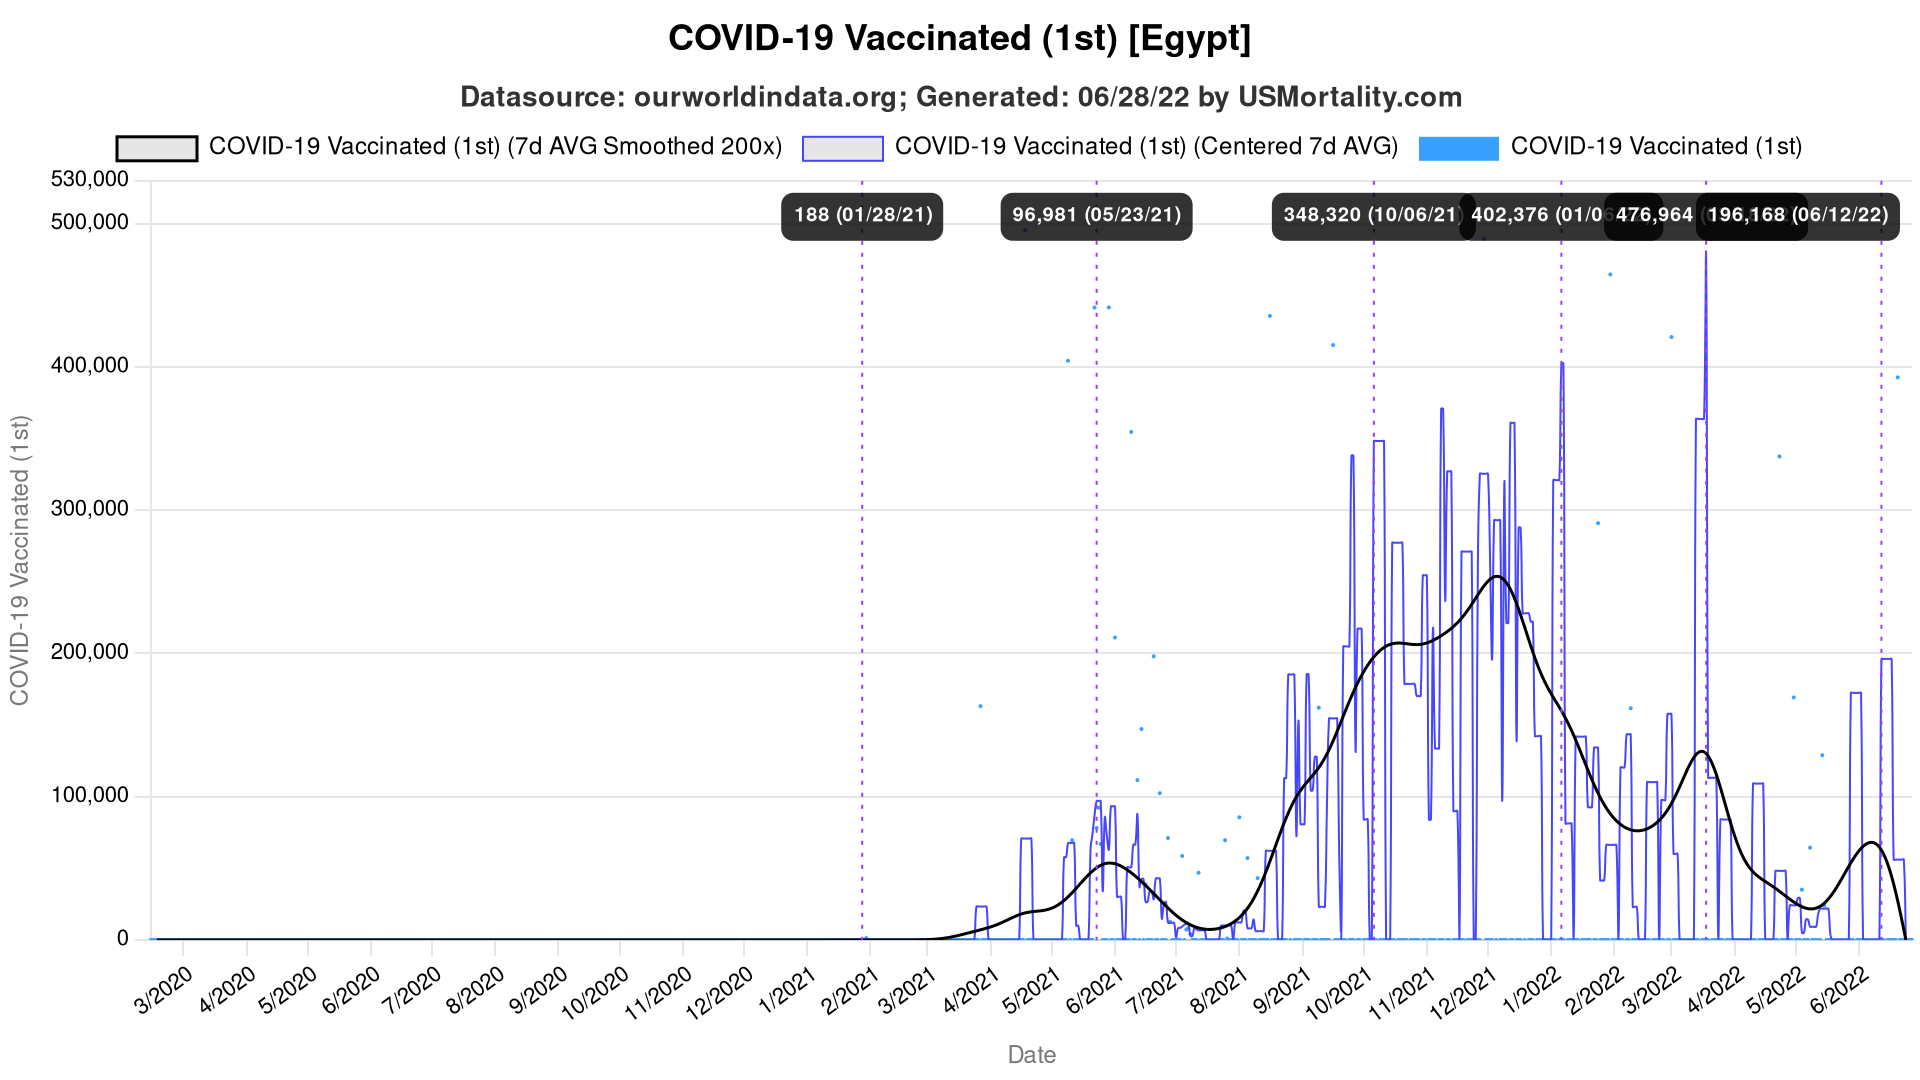 COVID-19 Vaccinated (1st) [Egypt]
Datasource: ourworldindata.org; Generated: 06/28/22 by USMortality.com
COVID-19 Vaccinated (1st) (7d AVG Smoothed 200x) COVID-19 Vaccinated (1st) (Centered 7d AVG) COVID-19 Vaccinated (1st)
530,000
188 (01/28/21) 96,981 (05/23/21) 348,320 (10/06/21) 402,376 (01/0 476,964 196,168 (06/12/22)
500,000
400,000
300,000
200,000
100,000
0
COVID-19 Vaccinated (1st)
3/2020 4/2020 5/2020 6/2020 7/2020 8/2020 9/2020 10/2020 11/2020 12/2020 1/2021 2/2021 3/2021 4/2021 5/2021 6/2021 7/2021 8/2021 9/2021 10/2021 11/2021 12/2021 1/2022 2/2022 3/2022 4/2022 5/2022 6/2022
Date